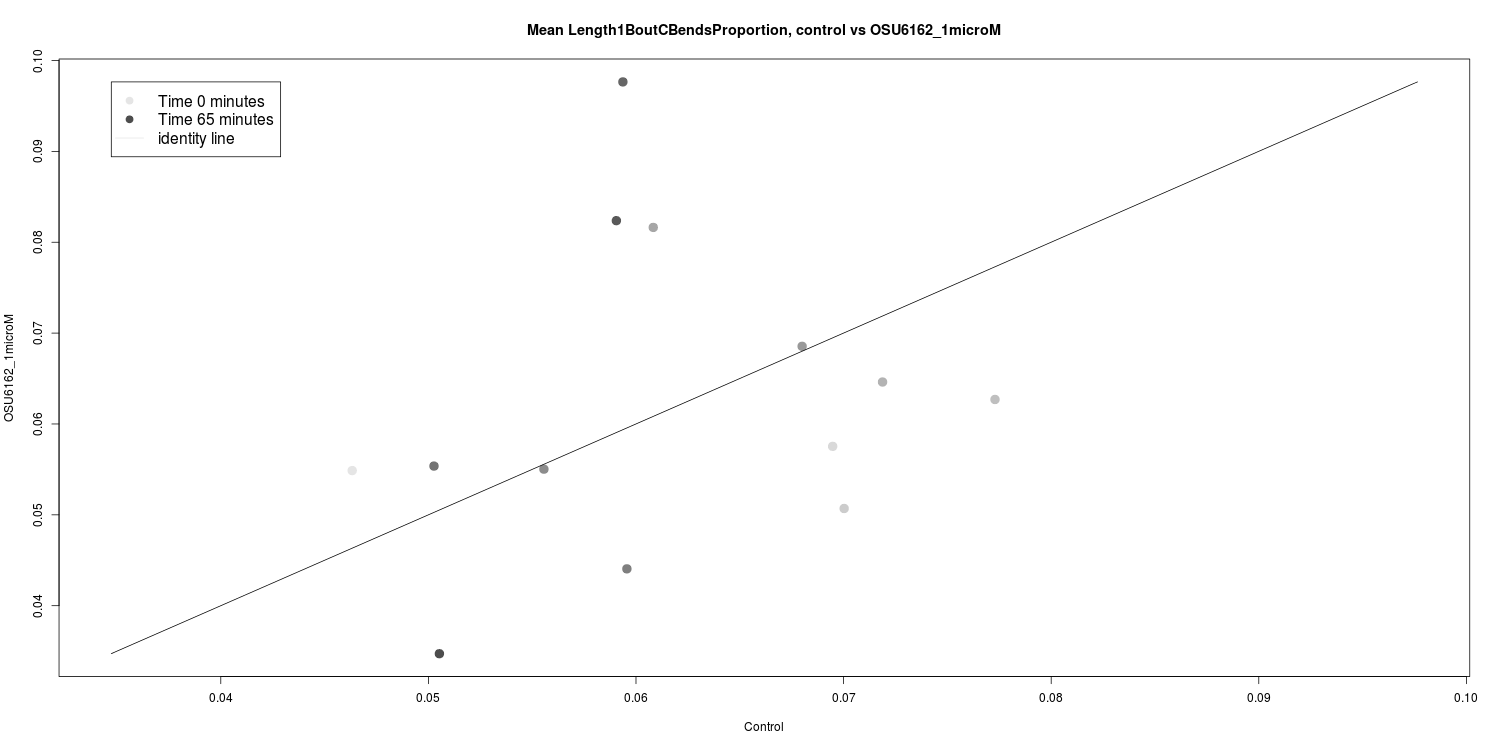 Mean Length1BoutCBendsProportion, control vs OSU6162_1microM
Time 0 minutes
Time 65 minutes
identity line
OSU6162_1microM
0.10
0.09
0.08
0.07
0.06
0.05
0.04
0.04
0.05
0.06
0.07
0.08
0.09
0.10
Control